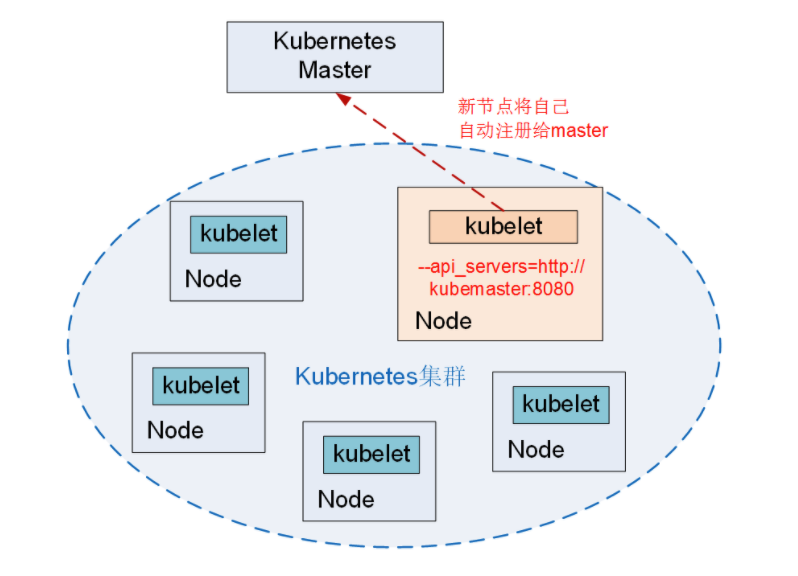 Kubernetes
Master
新节点将自己
自动注册给master
kubelet
Node
kubelet
--api_servers=http://
kubemaster:8080
Node
kubelet
Node
Kubernetes集群
kubelet
Node
kubelet
Node